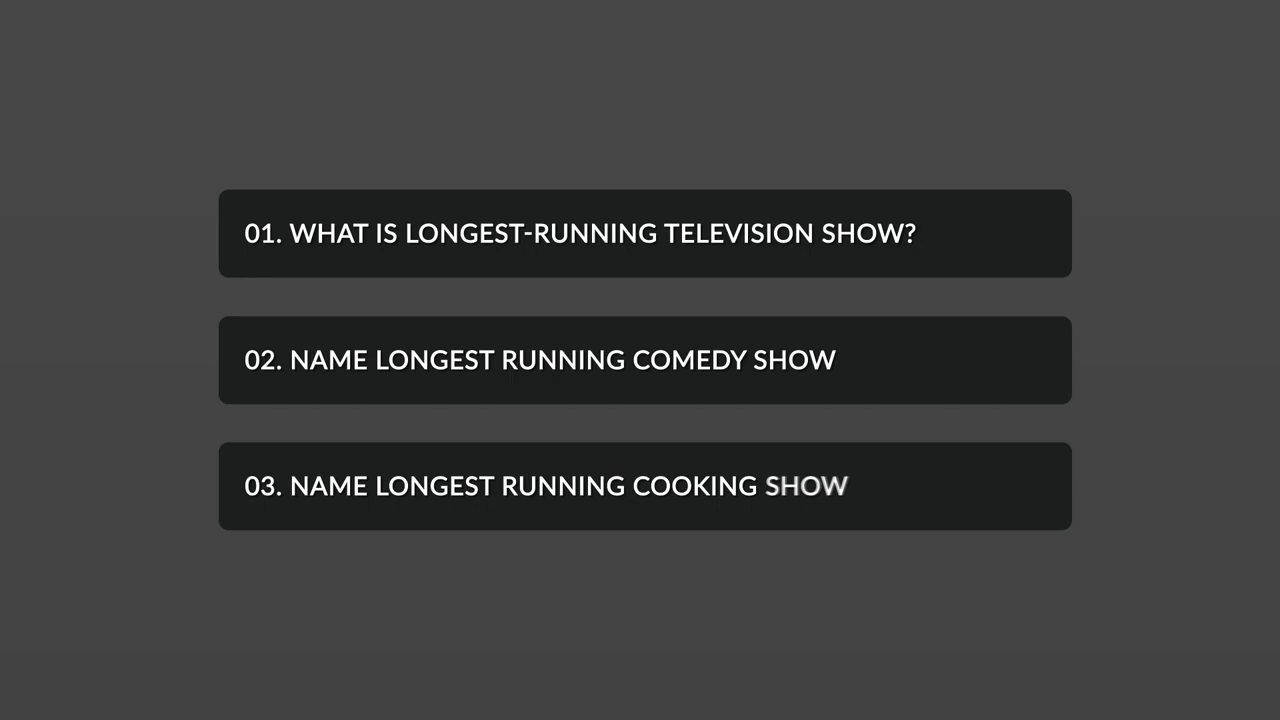 01. WHAT IS LONGEST-RUNNING TELEVISION SHOW?
02. NAME LONGEST RUNNING COMEDY SHOW
03. NAME LONGEST RUNNING COOKING SHOW